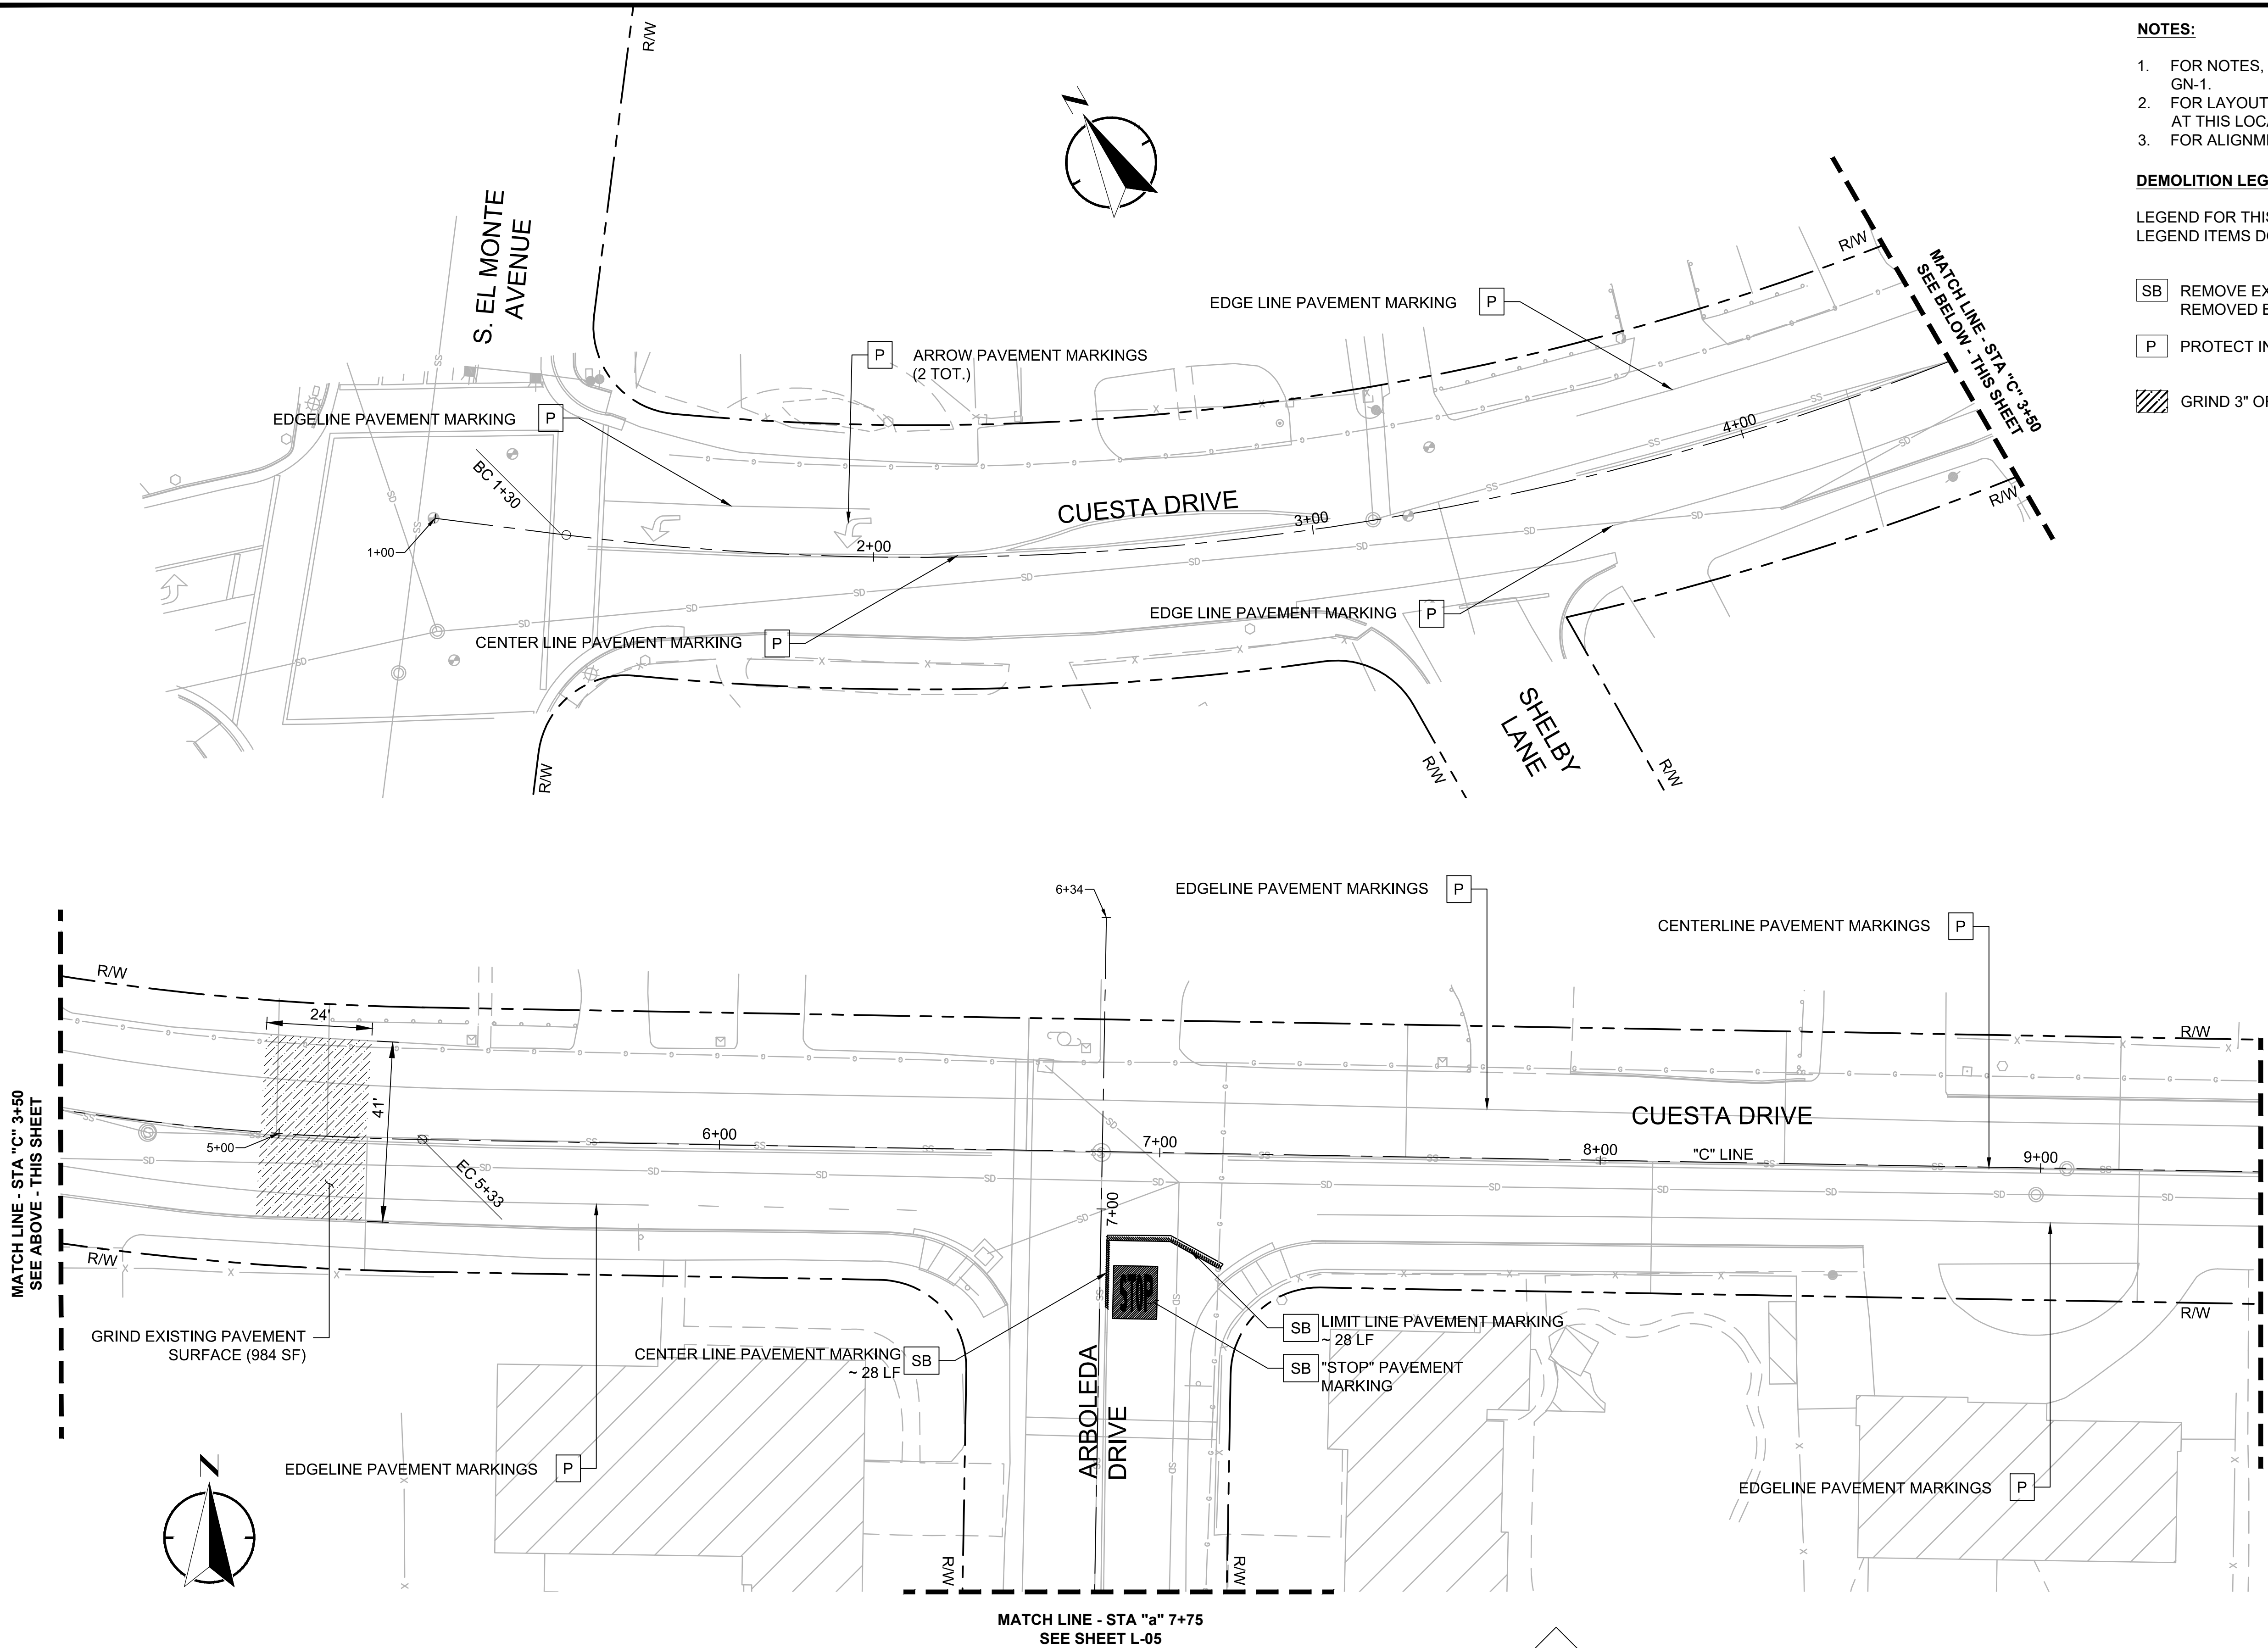 NOTES:
1. FOR NOTES,
GN-1.
2. FOR LAYOUT
AT THIS LOCA
3. FOR ALIGNM
DEMOLITION LEG
LEGEND FOR THIS
LEGEND ITEMS DO
SB REMOVE EX
REMOVED B
P PROTECT IN
GRIND 3" OF
R/W
N
S. EL MONTE
AVENUE
R/W
MATCH LINE - STA "C" 3+50
SEE BELOW - THIS SHEET
EDGE LINE PAVEMENT MARKING P
P ARROW PAVEMENT MARKINGS
(2 TOT.)
EDGELINE PAVEMENT MARKING P
4+00
BC 1+30
CUESTA DRIVE
R/W
3+00
1+00
2+00
EDGE LINE PAVEMENT MARKING P
CENTER LINE PAVEMENT MARKING P
SHELBY
LANE
R/W
R/W
R/W
6+34
EDGELINE PAVEMENT MARKINGS P
CENTERLINE PAVEMENT MARKINGS P
R/W
24'
R/W
41'
MATCH LINE - STA "C" 3+50
SEE ABOVE - THIS SHEET
CUESTA DRIVE
5+00
6+00
7+00
8+00
"C" LINE
9+00
EC 5+33
7+00
R/W
STOP
R/W
GRIND EXISTING PAVEMENT
SURFACE (984 SF)
SB LIMIT LINE PAVEMENT MARKING
~ 28 LF
CENTER LINE PAVEMENT MARKING SB
~ 28 LF
SB "STOP" PAVEMENT
MARKING
ARBOLEDA
DRIVE
N
EDGELINE PAVEMENT MARKINGS P
EDGELINE PAVEMENT MARKINGS P
R/W
R/W
MATCH LINE - STA "a" 7+75
SEE SHEET L-05